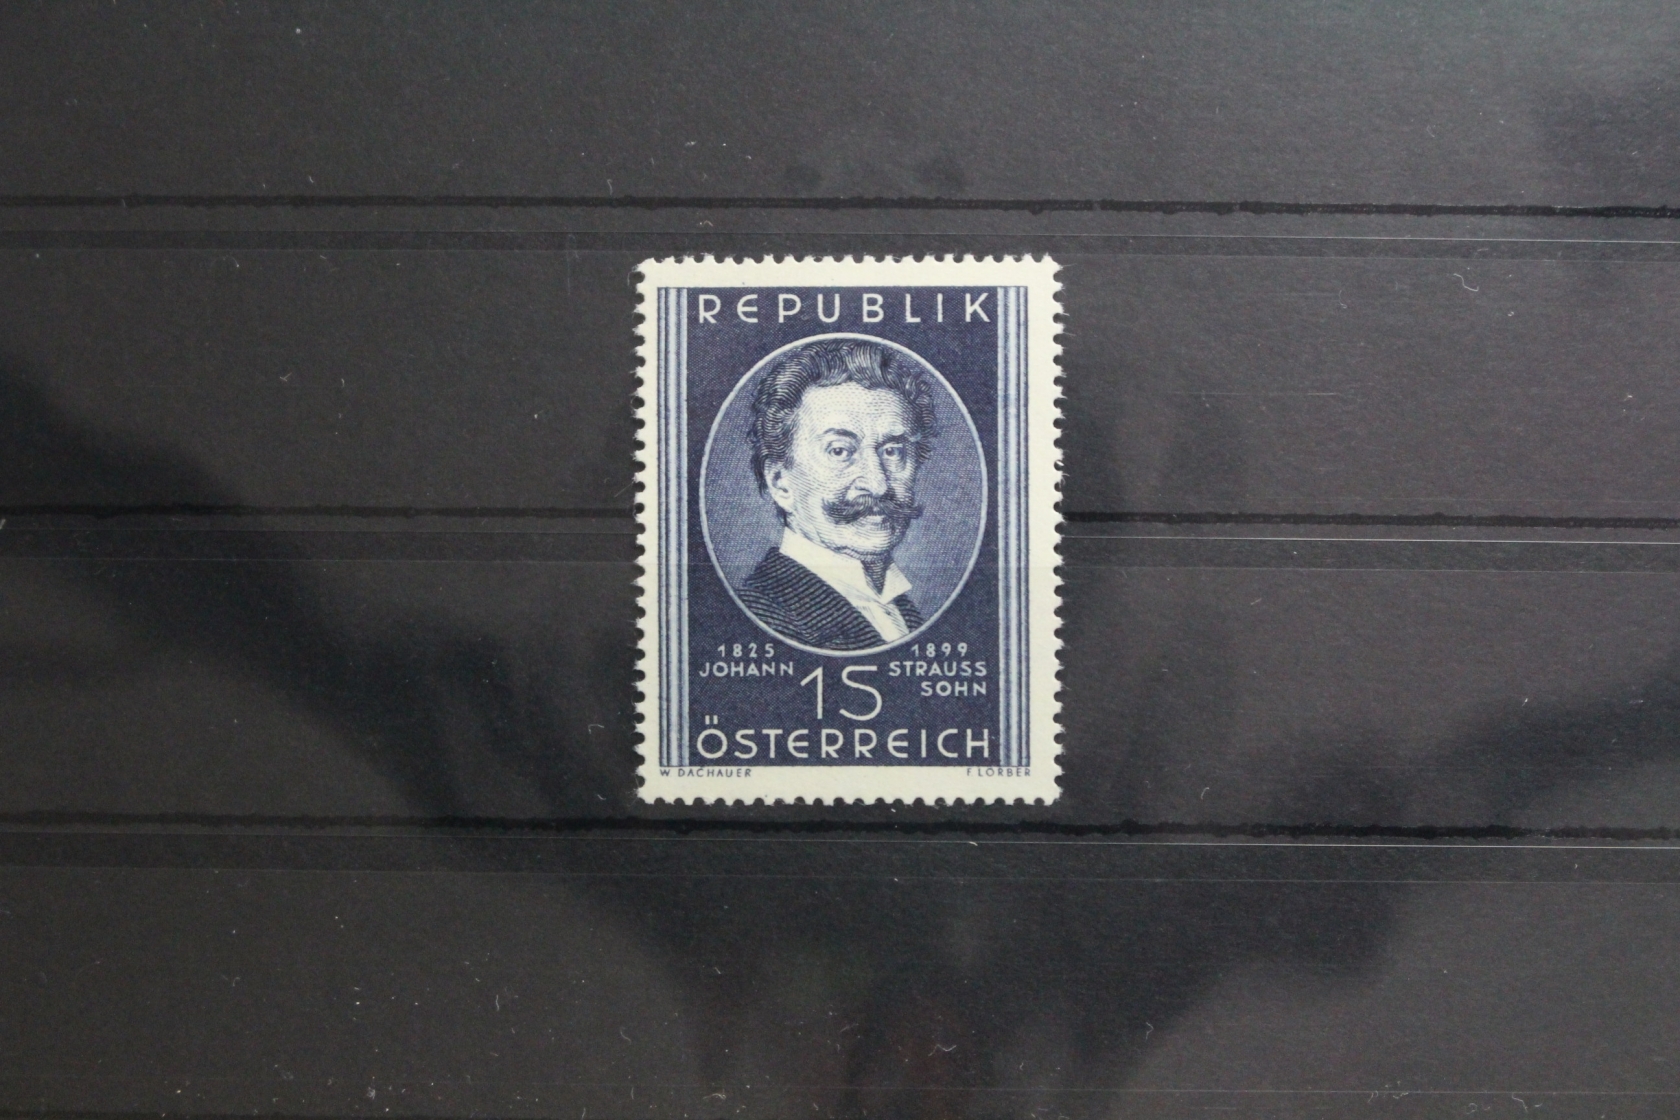 REPUBLIK
1825 1899
JOHANN STRAUSS
1S SOHN
ÖSTERREICH
W DACHAUER F LORBER